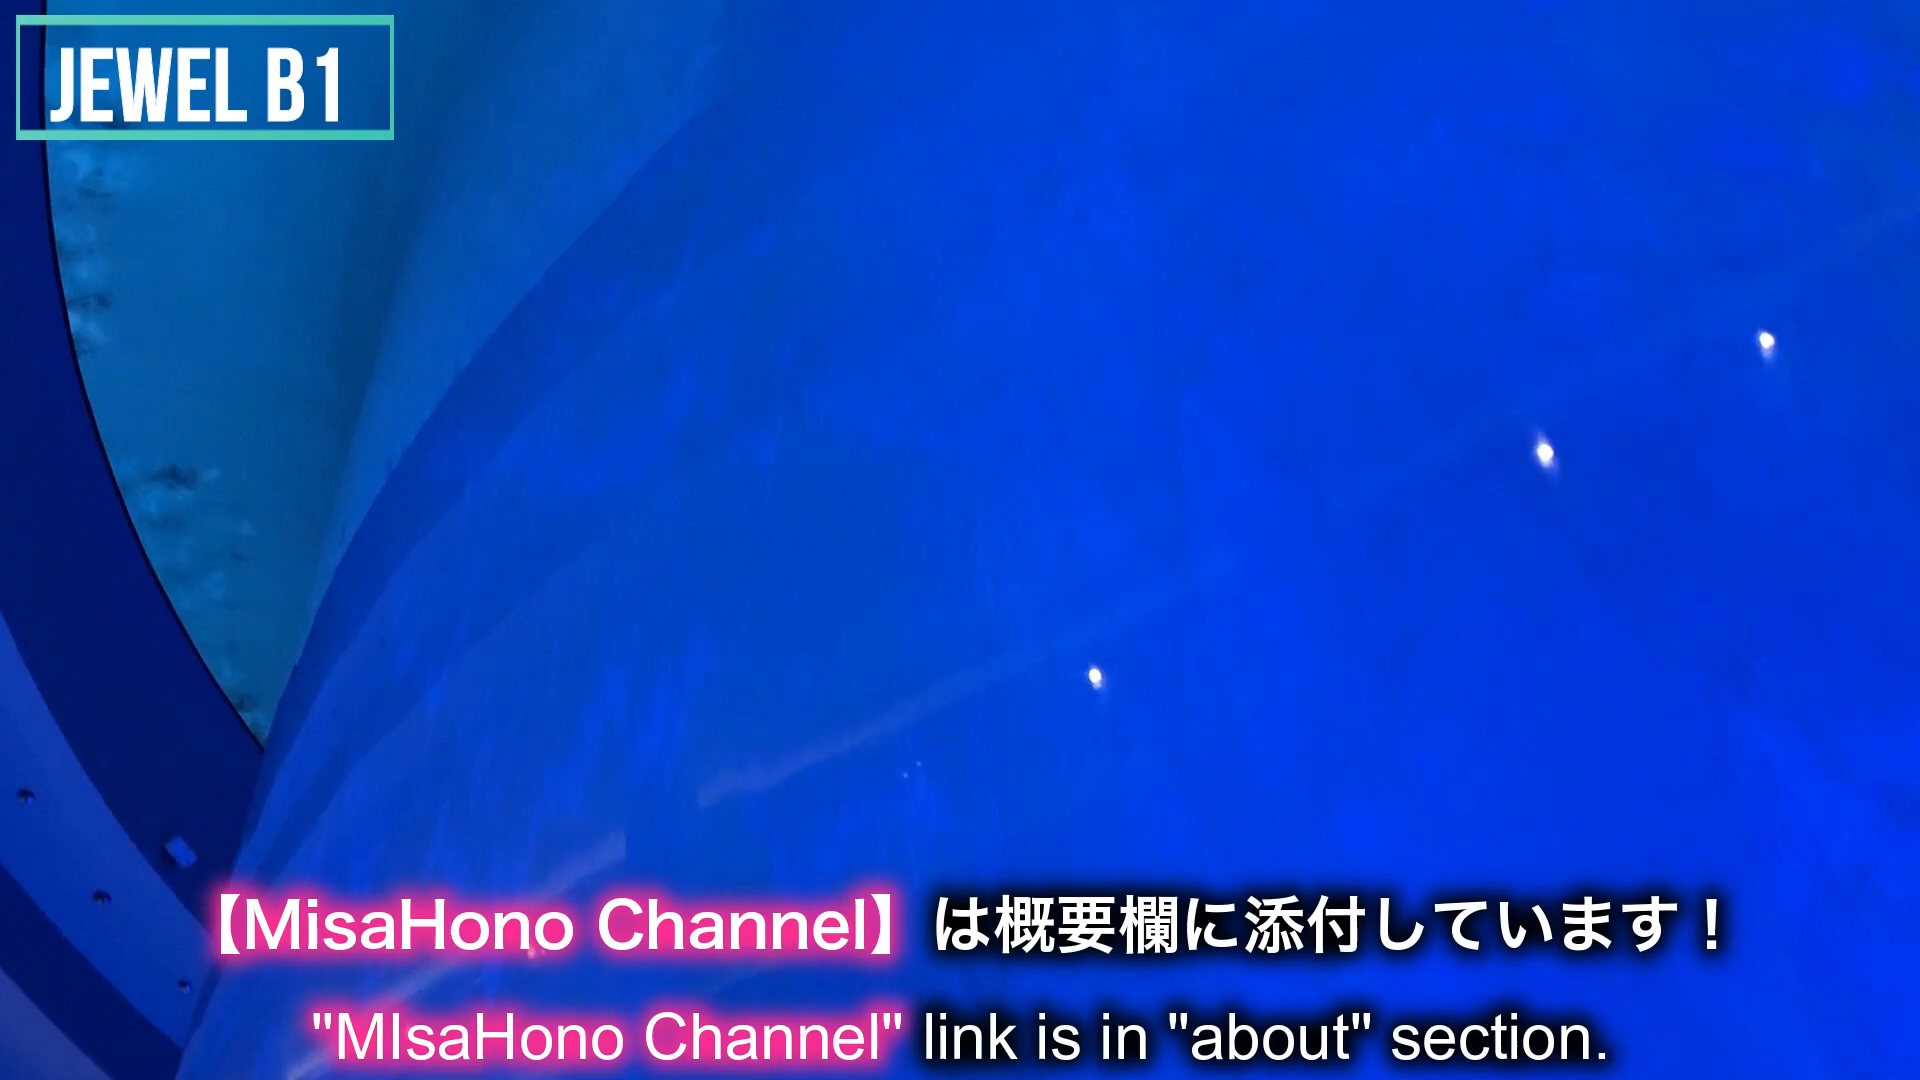 JEWEL B1
【MisaHono Channel】は概要欄に添付しています！
"MIsaHono Channel" link is in "about" section.